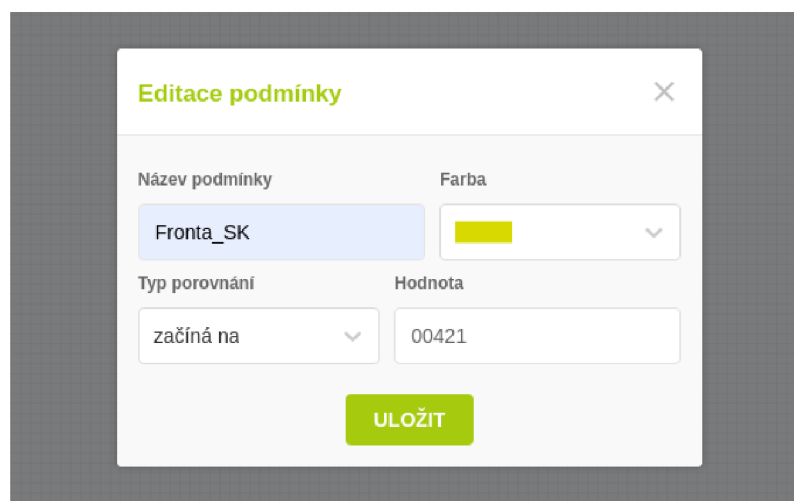 Editace podmínky
Název podmínky Farba
Fronta_SK
Typ porovnání Hodnota
začíná na 00421
ULOŽIT